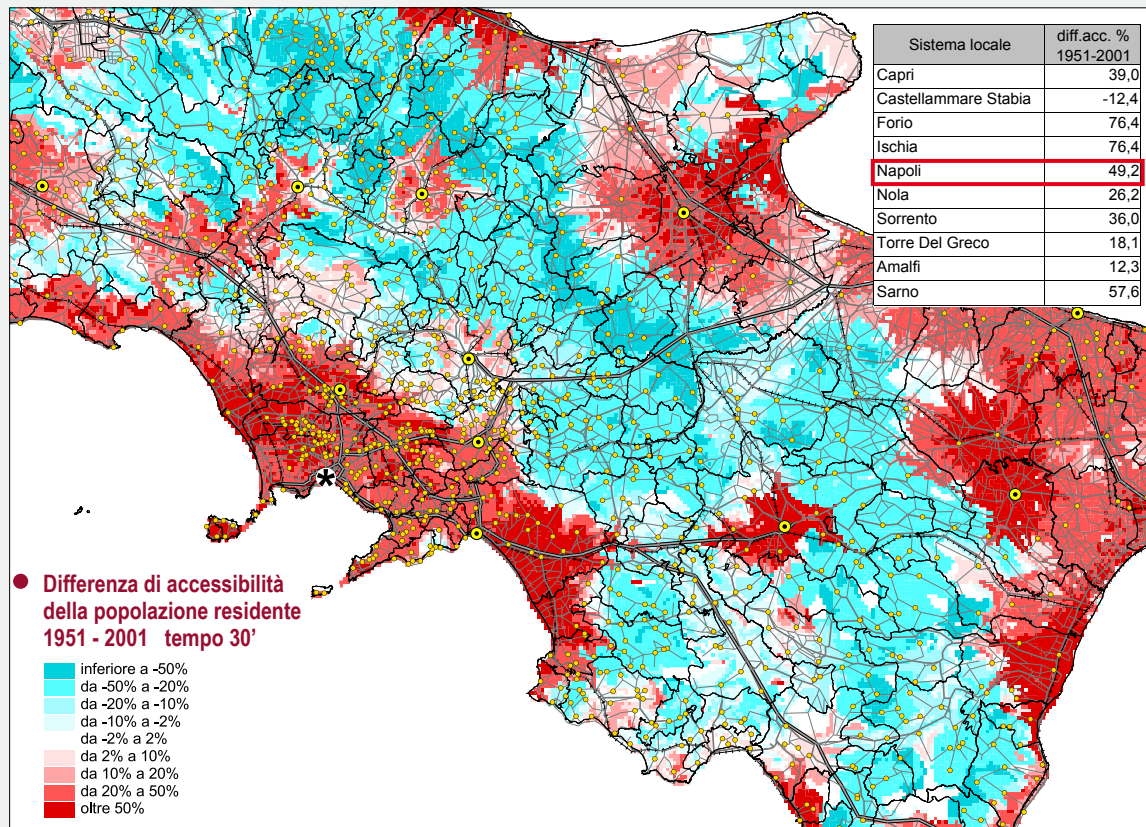 Sistema locale diff.acc. % 1951-2001
Capri 39,0
Castellammare Stabia -12,4
Forio 76,4
Ischia 76,4
Napoli 49,2
Nola 26,2
Sorrento 36,0
Torre Del Greco 18,1
Amalfi 12,3
Sarno 57,6
Differenza di accessibilità
della popolazione residente
1951 - 2001 tempo 30'
inferiore a -50%
da -50% a -20%
da -20% a -10%
da -10% a -2%
da -2% a 2%
da 2% a 10%
da 10% a 20%
da 20% a 50%
oltre 50%